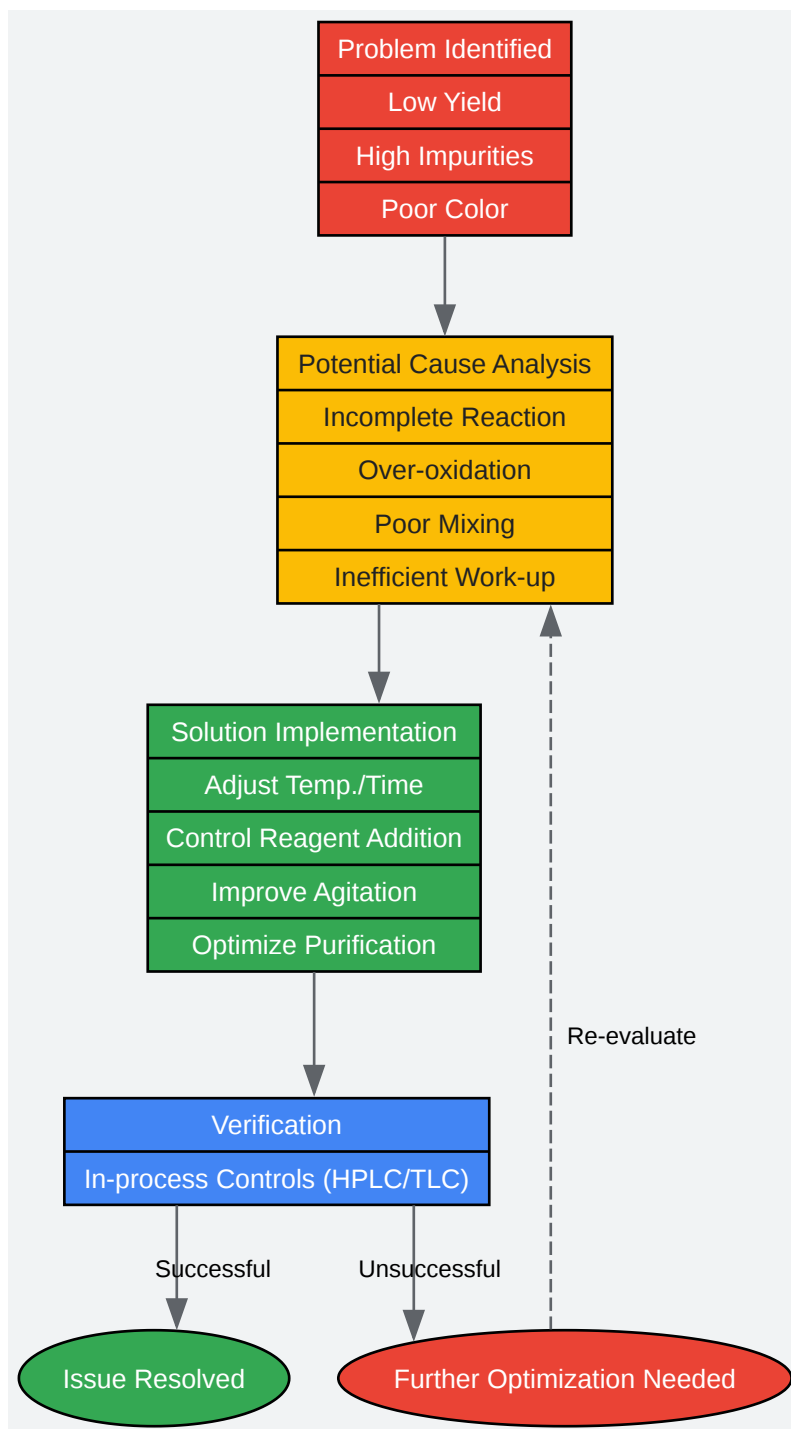 Problem Identified
Low Yield
High Impurities
Poor Color
Potential Cause Analysis
Incomplete Reaction
Over-oxidation
Poor Mixing
Inefficient Work-up
Solution Implementation
Adjust Temp./Time
Control Reagent Addition
Improve Agitation
Optimize Purification
Re-evaluate
Verification
In-process Controls (HPLC/TLC)
Successful
Unsuccessful
Issue Resolved
Further Optimization Needed